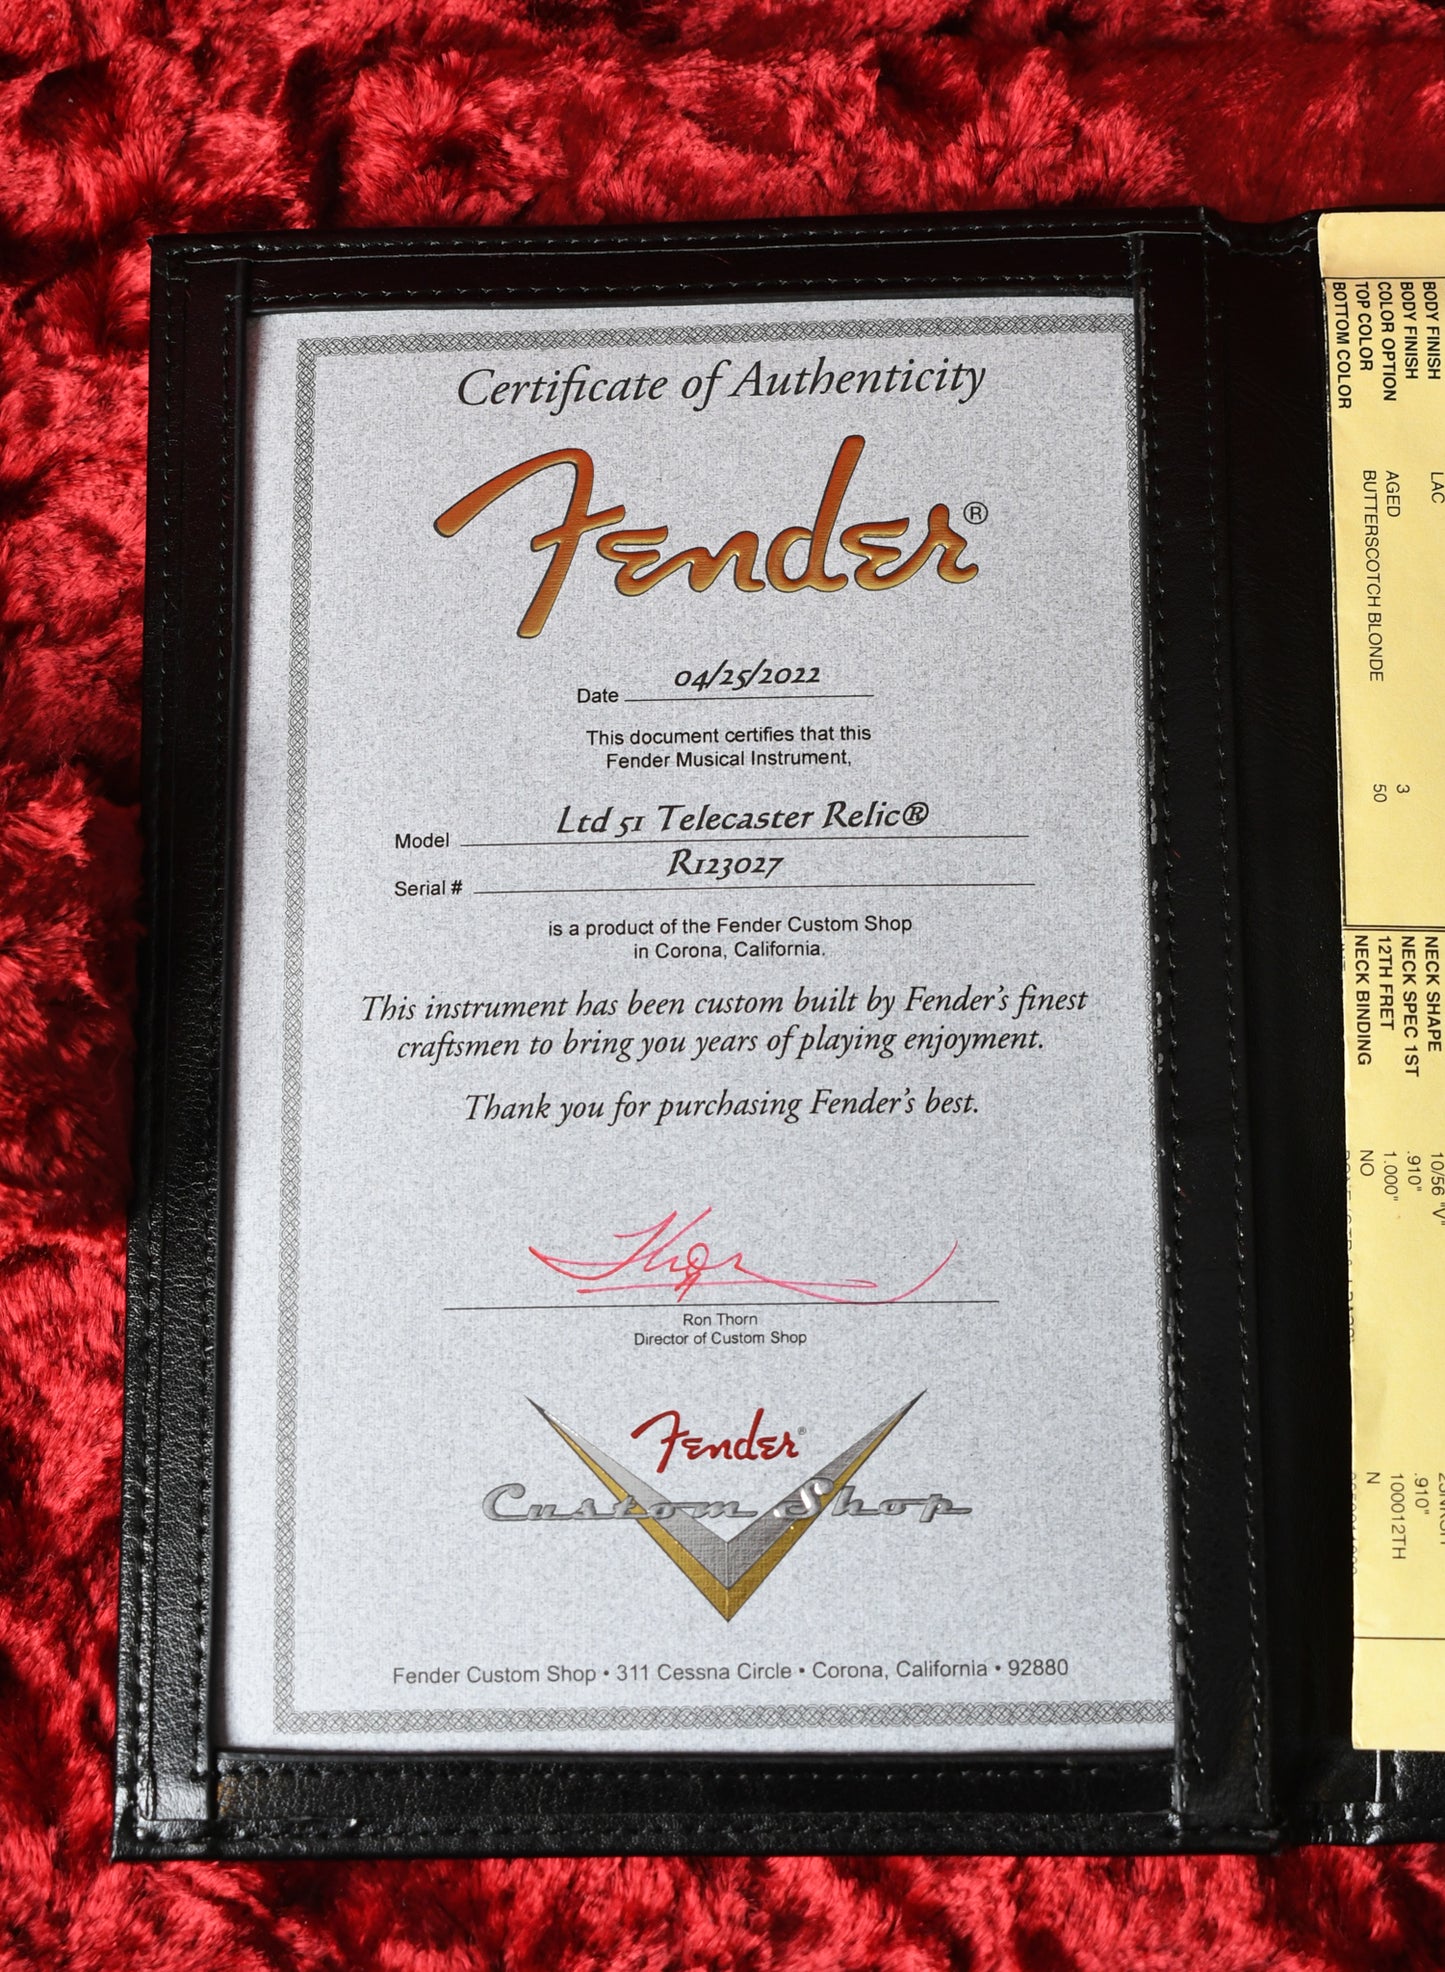 Certificate of Authenticity
Fender®
Date 04/25/2022
This document certifies that this
Fender Musical Instrument,
Model Ltd 51 Telecaster Relic®
Serial # R123027
is a product of the Fender Custom Shop
in Corona, California.
This instrument has been custom built by Fender's finest
craftsmen to bring you years of playing enjoyment.
Thank you for purchasing Fender's best.
Ron Thorn
Director of Custom Shop
Fender®
Custom Shop
Fender Custom Shop • 311 Cessna Circle • Corona, California • 92880
BODY FINISH LAC
BODY FINISH 3
COLOR OPTION AGED 50
TOP COLOR BUTTERSCOTCH BLONDE
BOTTOM COLOR
NECK SHAPE 10/56 "V"
NECK SPEC 1ST .910" .910"
12TH FRET 1.000" 100012TH
NECK BINDING NO N